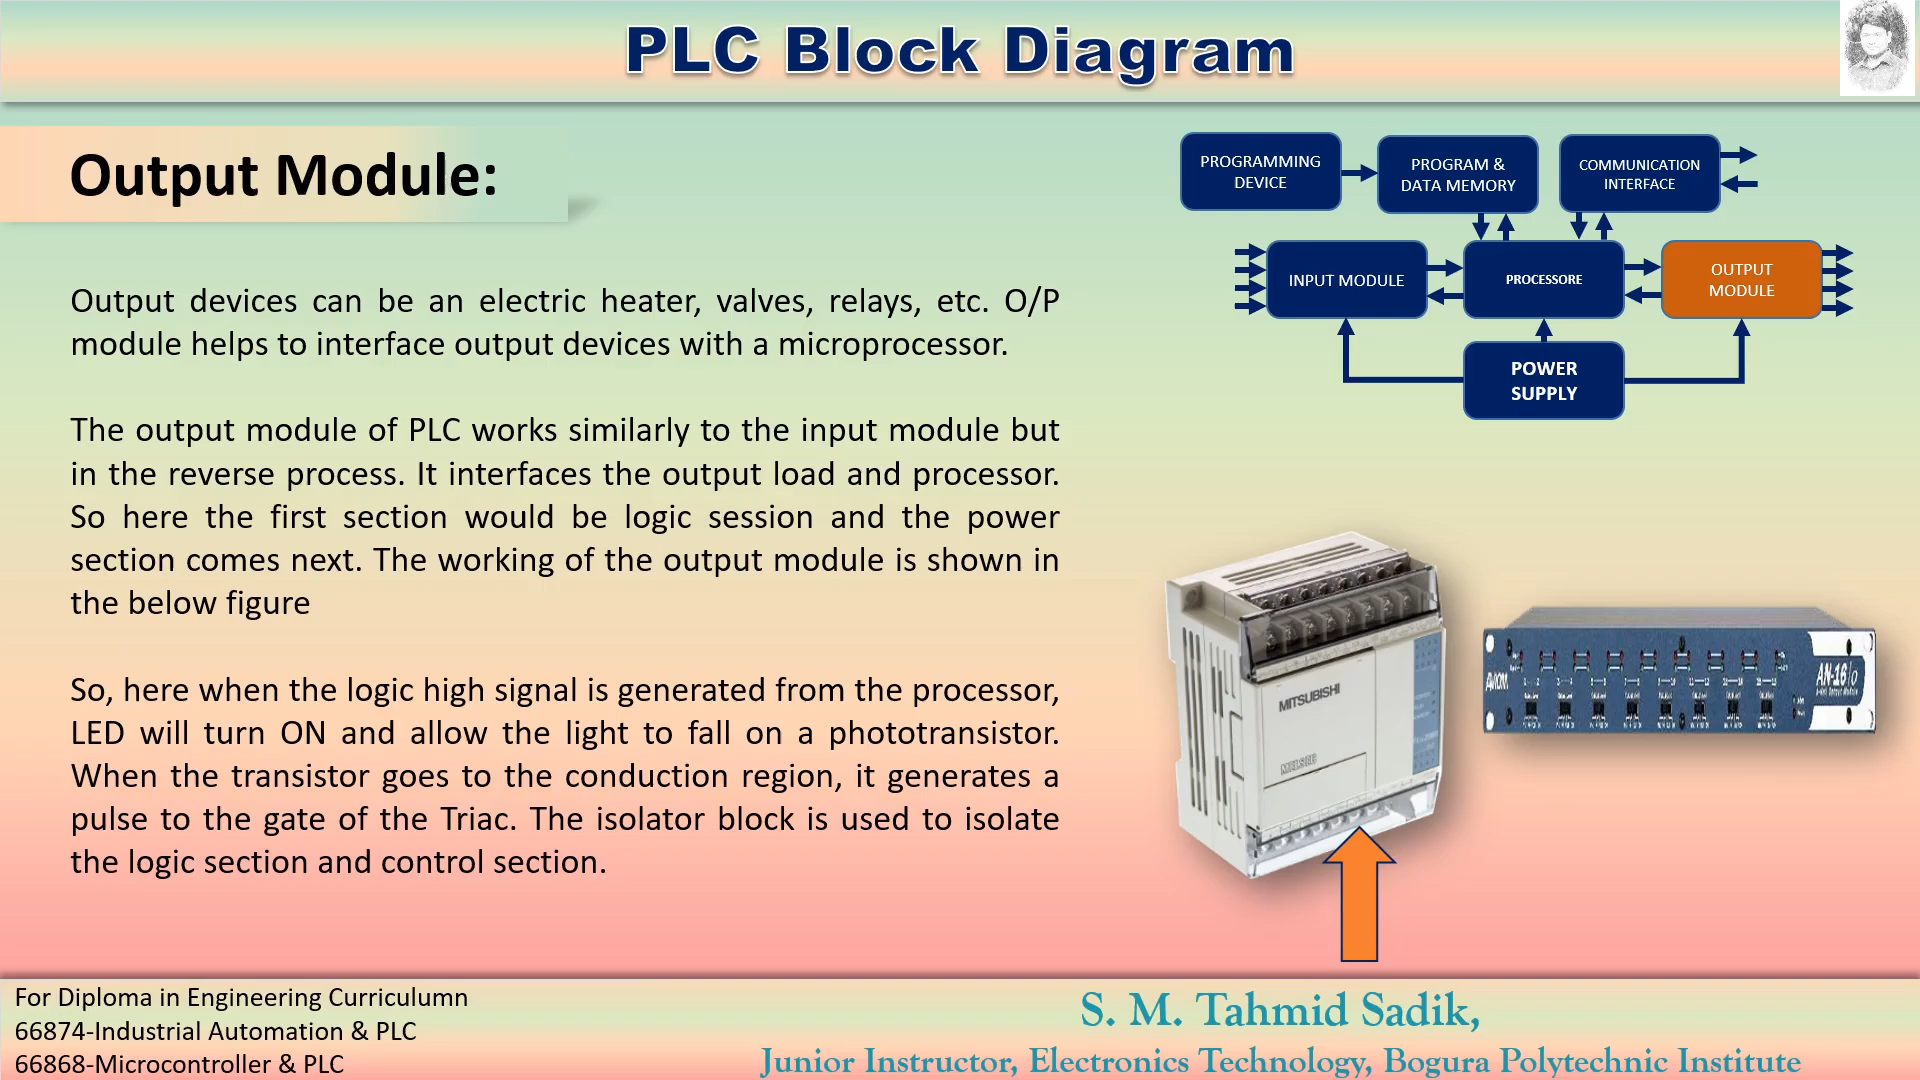 PLC Block Diagram
Output Module:
Output devices can be an electric heater, valves, relays, etc. O/P
module helps to interface output devices with a microprocessor.
The output module of PLC works similarly to the input module but
in the reverse process. It interfaces the output load and processor.
So here the first section would be logic session and the power
section comes next. The working of the output module is shown in
the below figure
So, here when the logic high signal is generated from the processor,
LED will turn ON and allow the light to fall on a phototransistor.
When the transistor goes to the conduction region, it generates a
pulse to the gate of the Triac. The isolator block is used to isolate
the logic section and control section.
PROGRAMMING
DEVICE
PROGRAM &
DATA MEMORY
COMMUNICATION
INTERFACE
INPUT MODULE
PROCESSORE
OUTPUT
MODULE
POWER
SUPPLY
MITSUBISHI
MELSEC
AVIOM
AN-16/o
For Diploma in Engineering Curriculumn
66874-Industrial Automation & PLC
66868-Microcontroller & PLC
S. M. Tahmid Sadik,
Junior Instructor, Electronics Technology, Bogura Polytechnic Institute